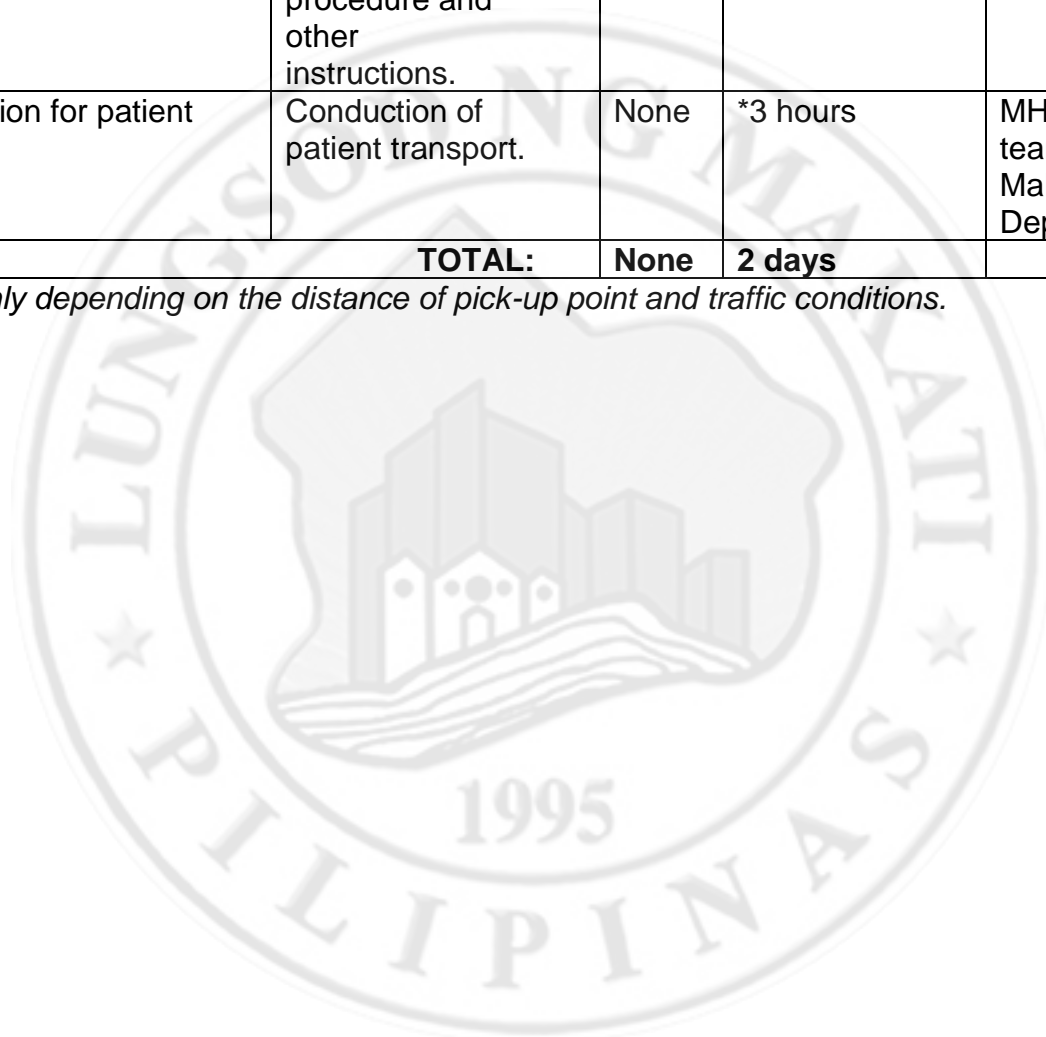 procedure and
other
instructions.
ion for patient Conduction of None *3 hours MH
patient transport. tea
Ma
Dep
TOTAL: None 2 days
ly depending on the distance of pick-up point and traffic conditions.
LUNGSOD NG MAKATI
1995
PILIPINAS